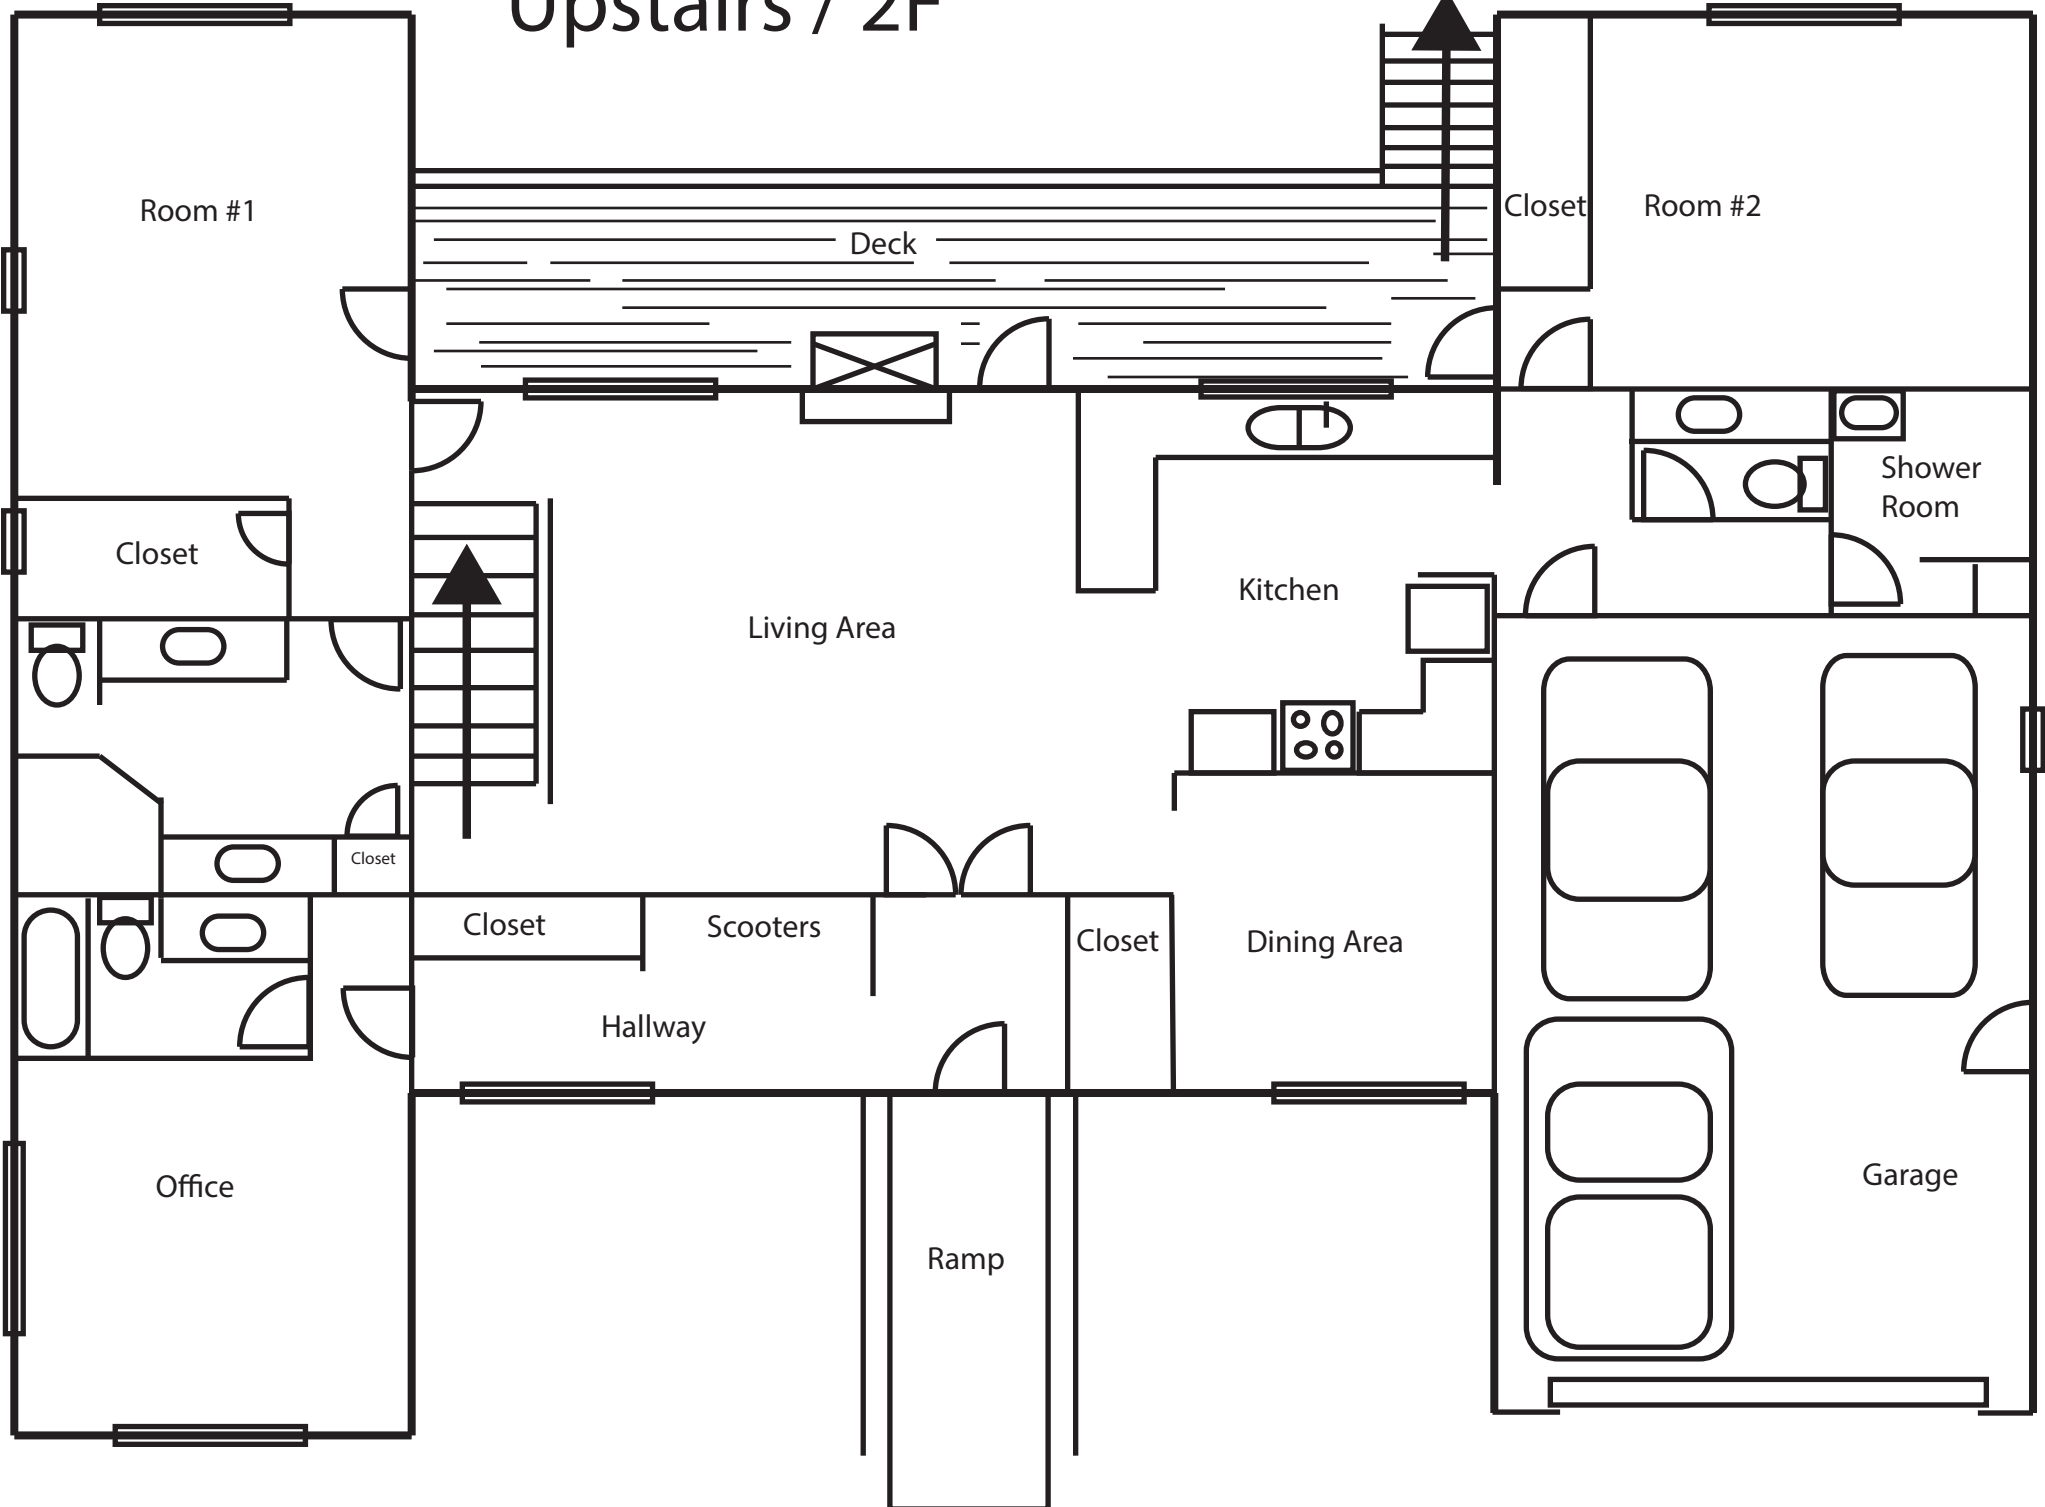 Upstairs / 2F
Room #1
Closet
Room #2
Deck
Shower
Room
Closet
Kitchen
Living Area
Closet
Closet
Scooters
Closet
Dining Area
Hallway
Office
Garage
Ramp